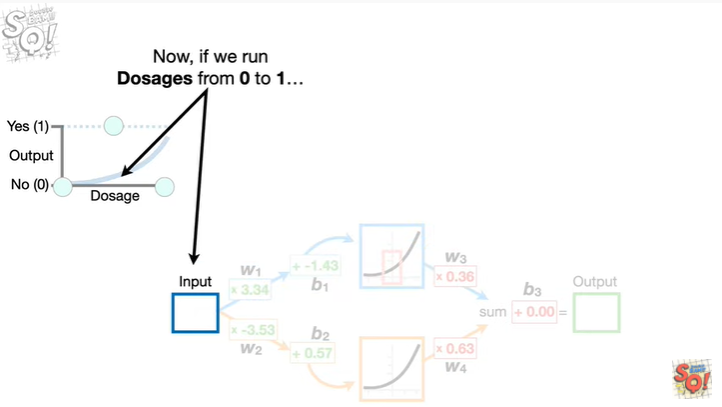 SQ!
Now, if we run
Dosages from 0 to 1...
Yes (1)
Output
No (0)
Dosage
Input
w1
x 3.34
+ -1.43
b1
x -3.53
w2
b2
+ 0.57
w3
x 0.36
x 0.63
w4
b3
sum + 0.00 =
Output
SQ!